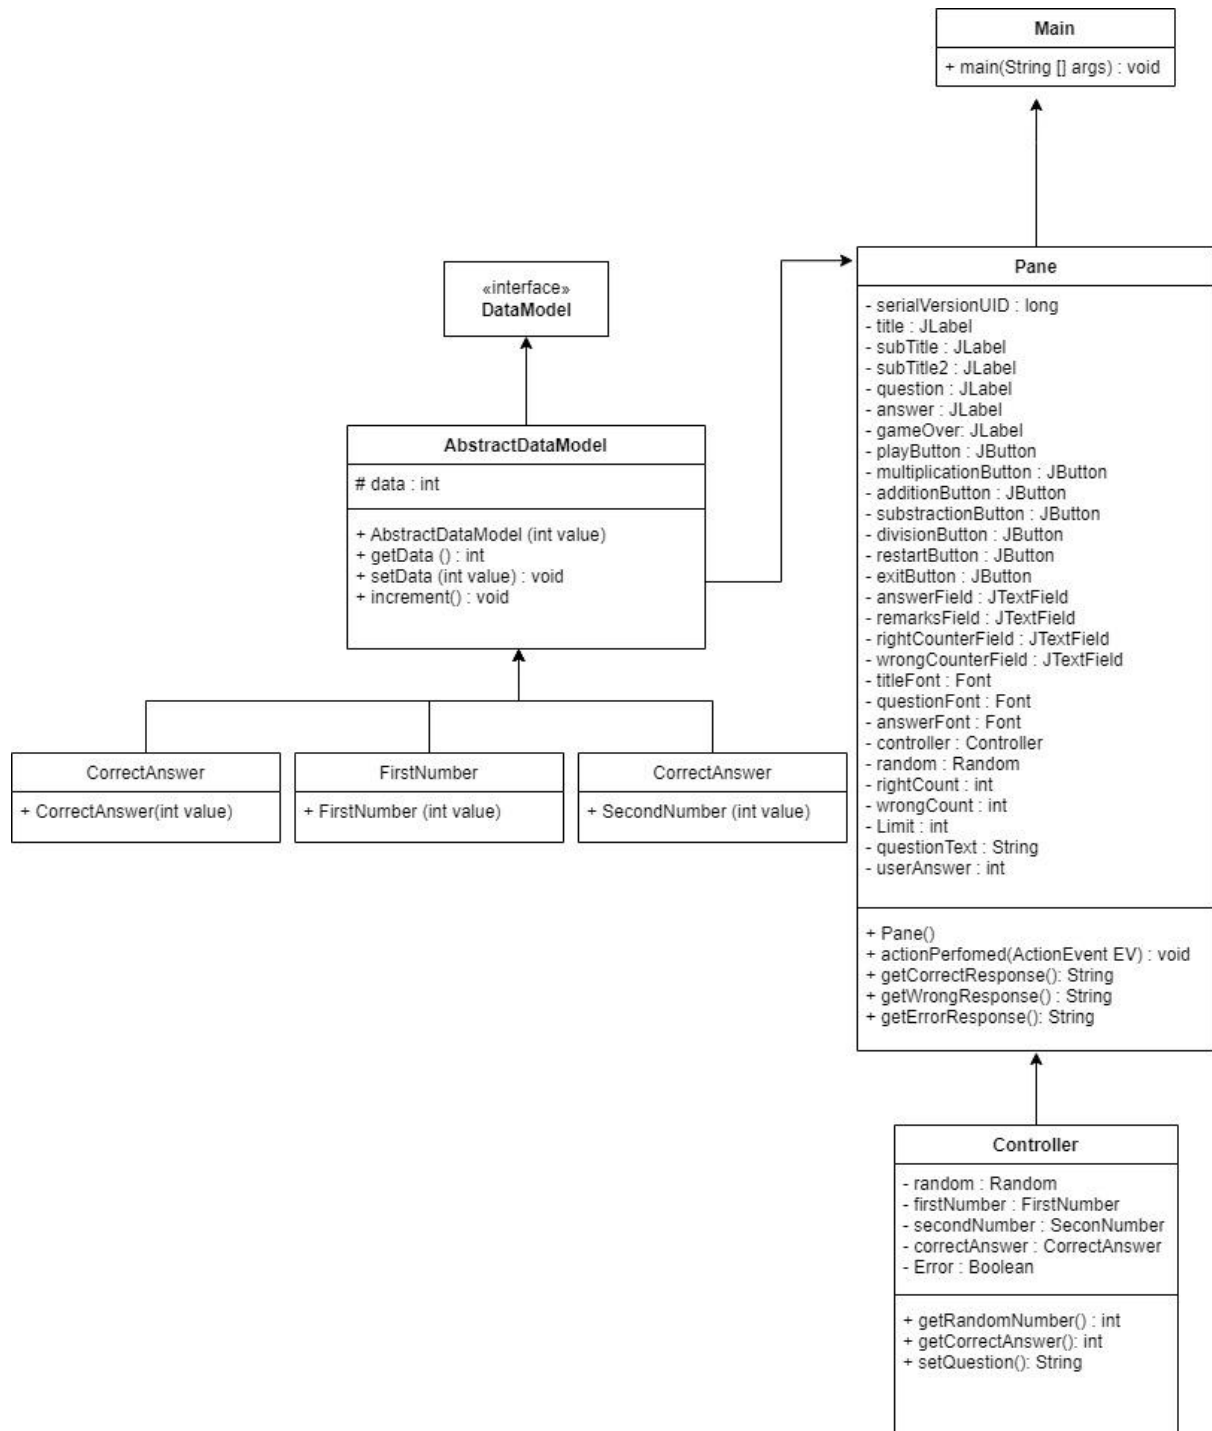 Main
+ main(String [] args) : void
«interface»
DataModel
AbstractDataModel
# data : int
+ AbstractDataModel (int value)
+ getData () : int
+ setData (int value) : void
+ increment() : void
CorrectAnswer
+ CorrectAnswer(int value)
FirstNumber
+ FirstNumber (int value)
CorrectAnswer
+ SecondNumber (int value)
Pane
- serialVersionUID : long
- title : JLabel
- subTitle : JLabel
- subTitle2 : JLabel
- question : JLabel
- answer : JLabel
- gameOver: JLabel
- playButton : JButton
- multiplicationButton : JButton
- additionButton : JButton
- substractionButton : JButton
- divisionButton : JButton
- restartButton : JButton
- exitButton : JButton
- answerField : JTextField
- remarksField : JTextField
- rightCounterField : JTextField
- wrongCounterField : JTextField
- titleFont : Font
- questionFont : Font
- answerFont : Font
- controller : Controller
- random : Random
- rightCount : int
- wrongCount : int
- Limit : int
- questionText : String
- userAnswer : int
+ Pane()
+ actionPerfomed(ActionEvent EV) : void
+ getCorrectResponse(): String
+ getWrongResponse() : String
+ getErrorResponse(): String
Controller
- random : Random
- firstNumber : FirstNumber
- secondNumber : SeconNumber
- correctAnswer : CorrectAnswer
- Error : Boolean
+ getRandomNumber() : int
+ getCorrectAnswer(): int
+ setQuestion(): String